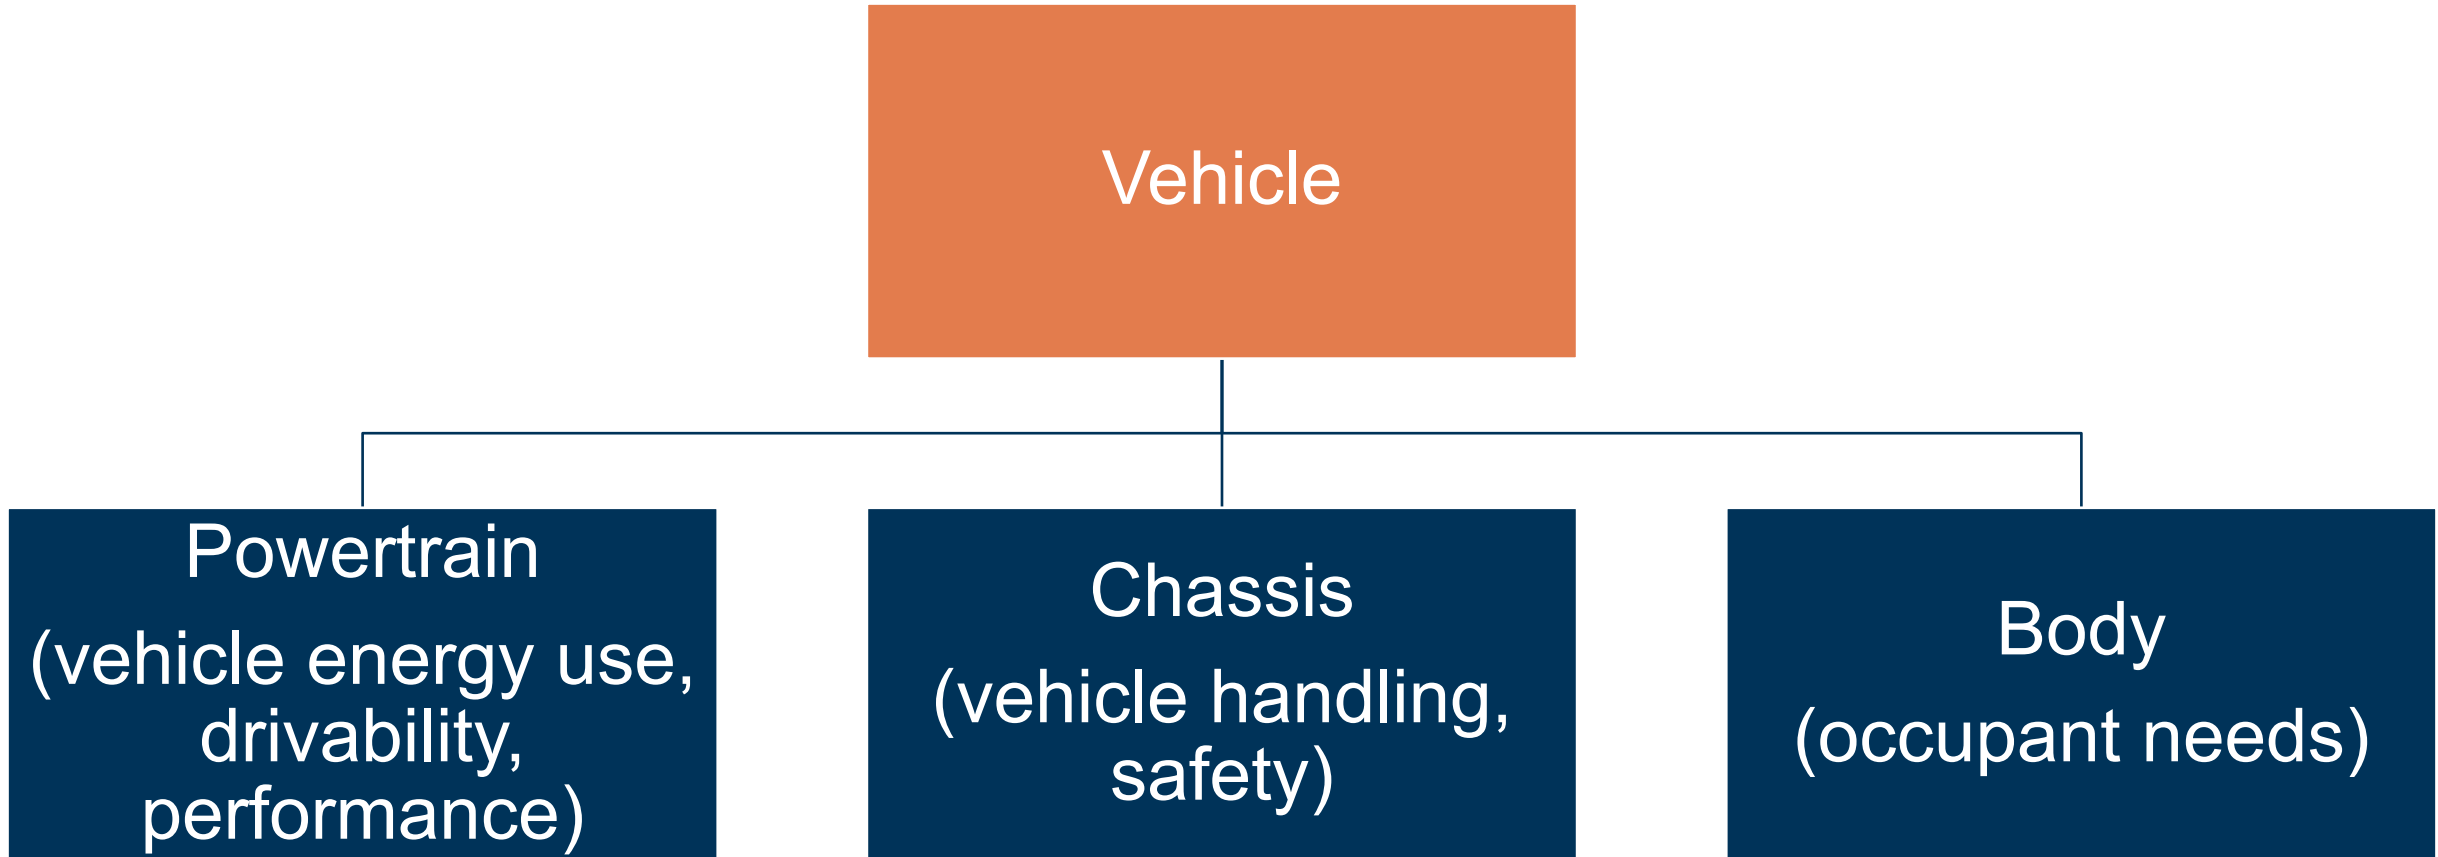 Vehicle
Powertrain
(vehicle energy use,
drivability,
performance)
Chassis
(vehicle handling,
safety)
Body
(occupant needs)